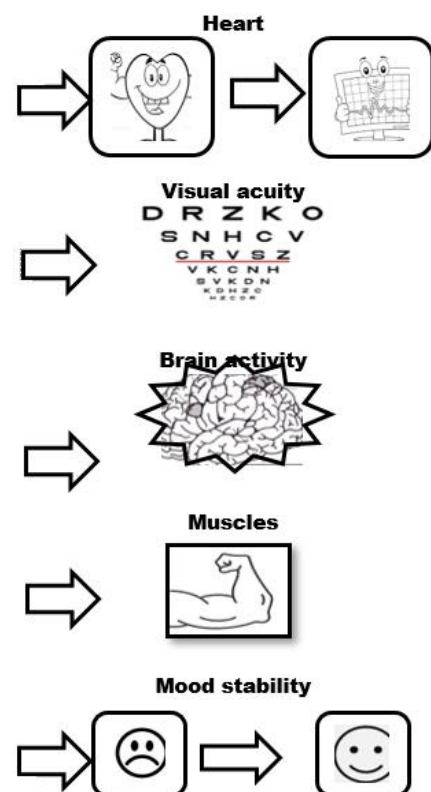 Heart
Visual acuity
D R Z K O
S N H C V
C R V S Z
V K C N H
S V K D N
K D H Z C
H Z C O R
Brain activity
Muscles
Mood stability